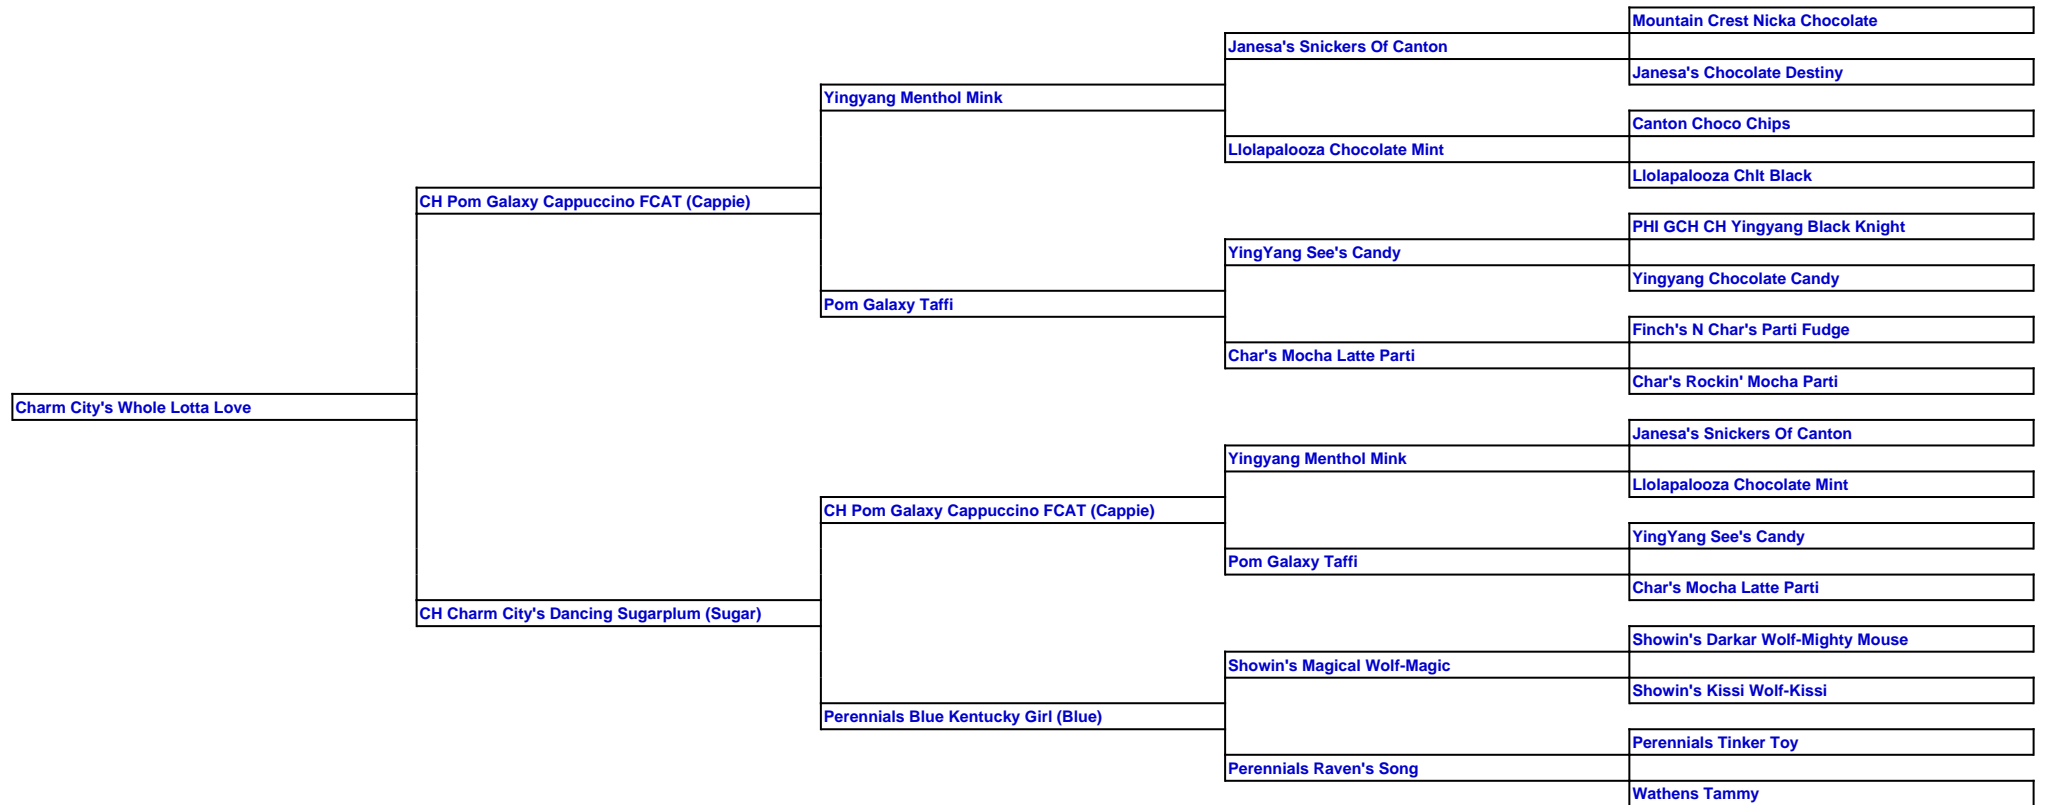 Mountain Crest Nicka Chocolate
Janesa's Snickers Of Canton
Janesa's Chocolate Destiny
Yingyang Menthol Mink
Canton Choco Chips
Llolapalooza Chocolate Mint
Llolapalooza Chlt Black
CH Pom Galaxy Cappuccino FCAT (Cappie)
PHI GCH CH Yingyang Black Knight
YingYang See's Candy
Yingyang Chocolate Candy
Pom Galaxy Taffi
Finch's N Char's Parti Fudge
Char's Mocha Latte Parti
Char's Rockin' Mocha Parti
Charm City's Whole Lotta Love
Janesa's Snickers Of Canton
Yingyang Menthol Mink
Llolapalooza Chocolate Mint
CH Pom Galaxy Cappuccino FCAT (Cappie)
YingYang See's Candy
Pom Galaxy Taffi
Char's Mocha Latte Parti
CH Charm City's Dancing Sugarplum (Sugar)
Showin's Darkar Wolf-Mighty Mouse
Showin's Magical Wolf-Magic
Showin's Kissi Wolf-Kissi
Perennials Blue Kentucky Girl (Blue)
Perennials Tinker Toy
Perennials Raven's Song
Wathens Tammy